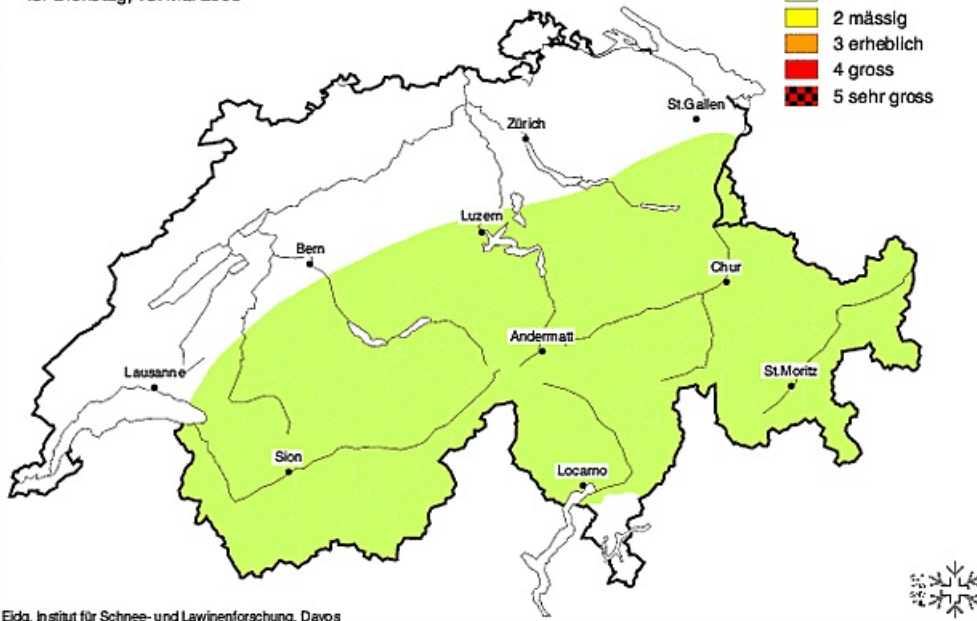 2 mässig
3 erheblich
4 gross
5 sehr gross
St.Gallen
Zürich
Luzern
Bern
Chur
Andermatt
Lausanne
St.Moritz
Sion
Locarno
Eidg. Institut für Schnee- und Lawinenforschung, Davos